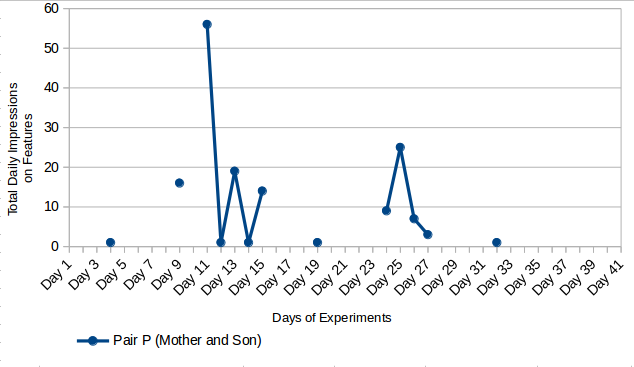 60
50
40
30
20
10
0
Total Daily Impressions
on Features
Day 1
Day 3
Day 5
Day 7
Day 9
Day 11
Day 13
Day 15
Day 17
Day 19
Day 21
Day 23
Day 25
Day 27
Day 29
Day 31
Day 33
Day 35
Day 37
Day 39
Day 41
Days of Experiments
Pair P (Mother and Son)